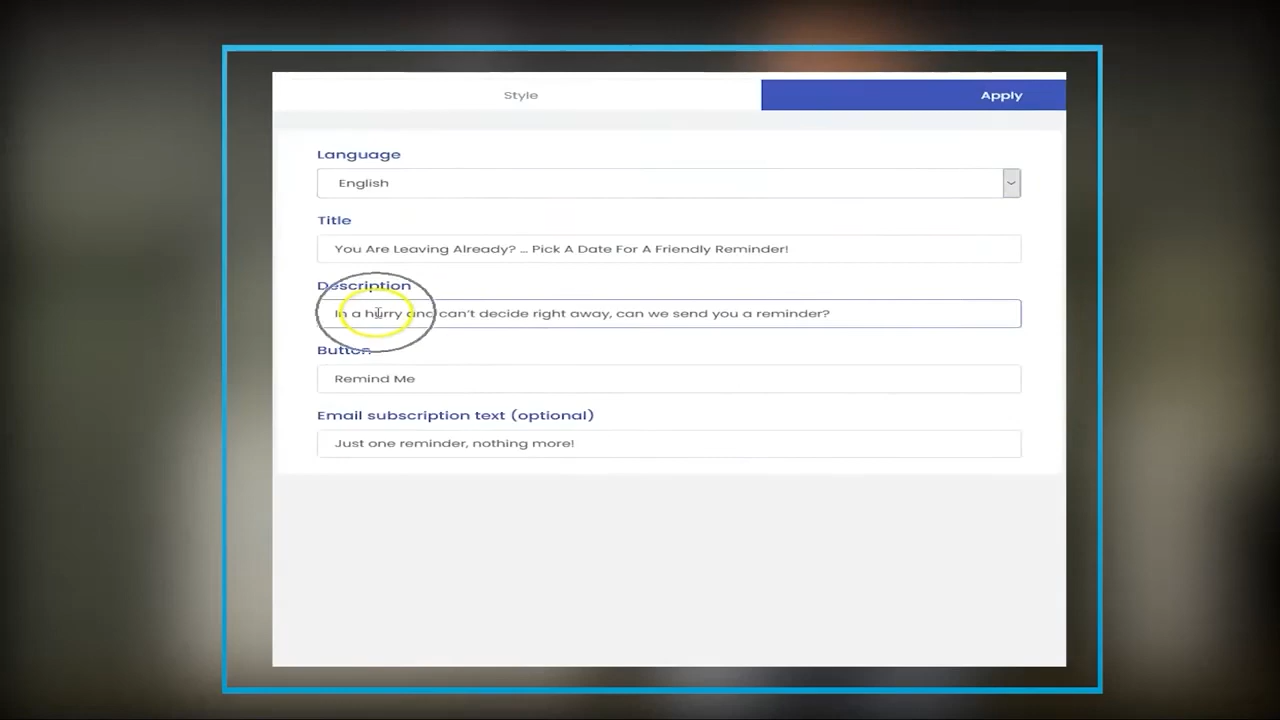 Style
Apply
Language
English
Title
You Are Leaving Already? ... Pick A Date For A Friendly Reminder!
Description
In a hurry and can't decide right away, can we send you a reminder?
Button
Remind Me
Email subscription text (optional)
Just one reminder, nothing more!